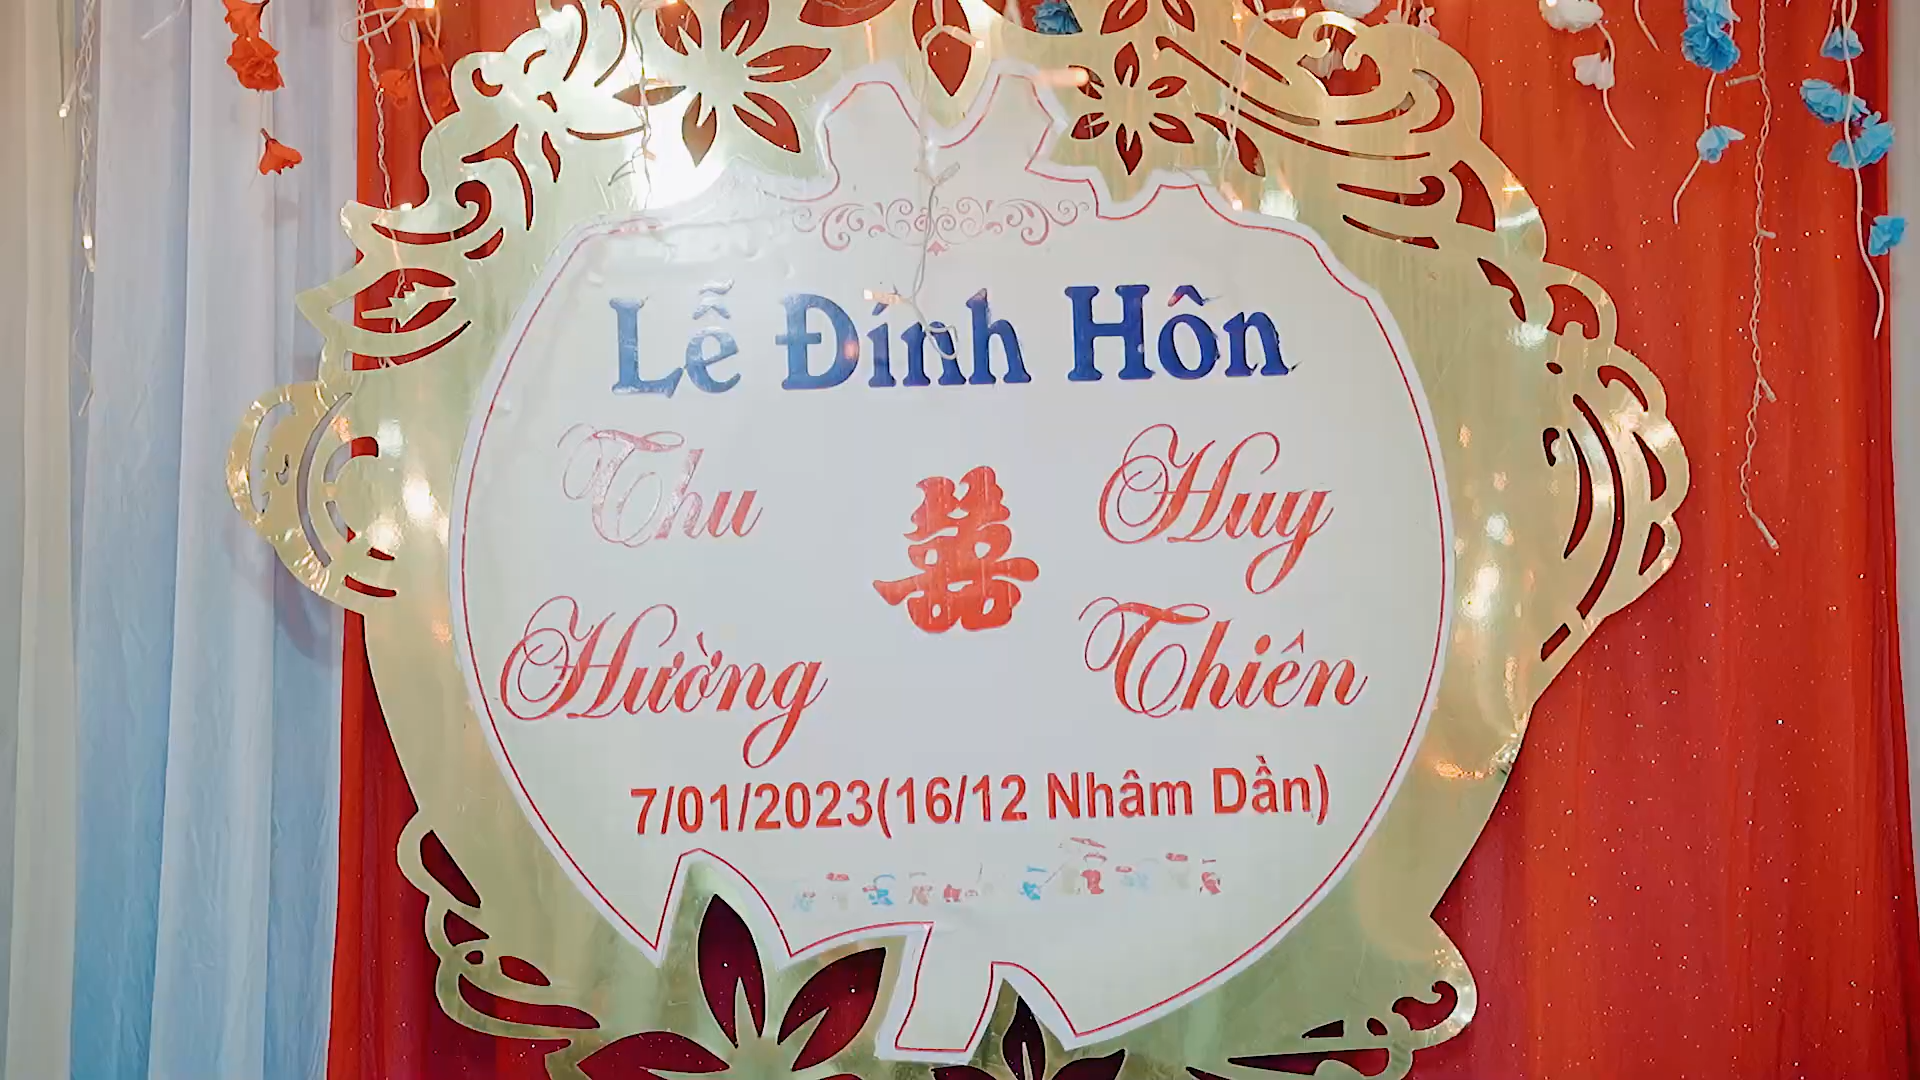 Lễ Đính Hôn
Thu Hường
囍
Huy Thiên
7/01/2023(16/12 Nhâm Dần)